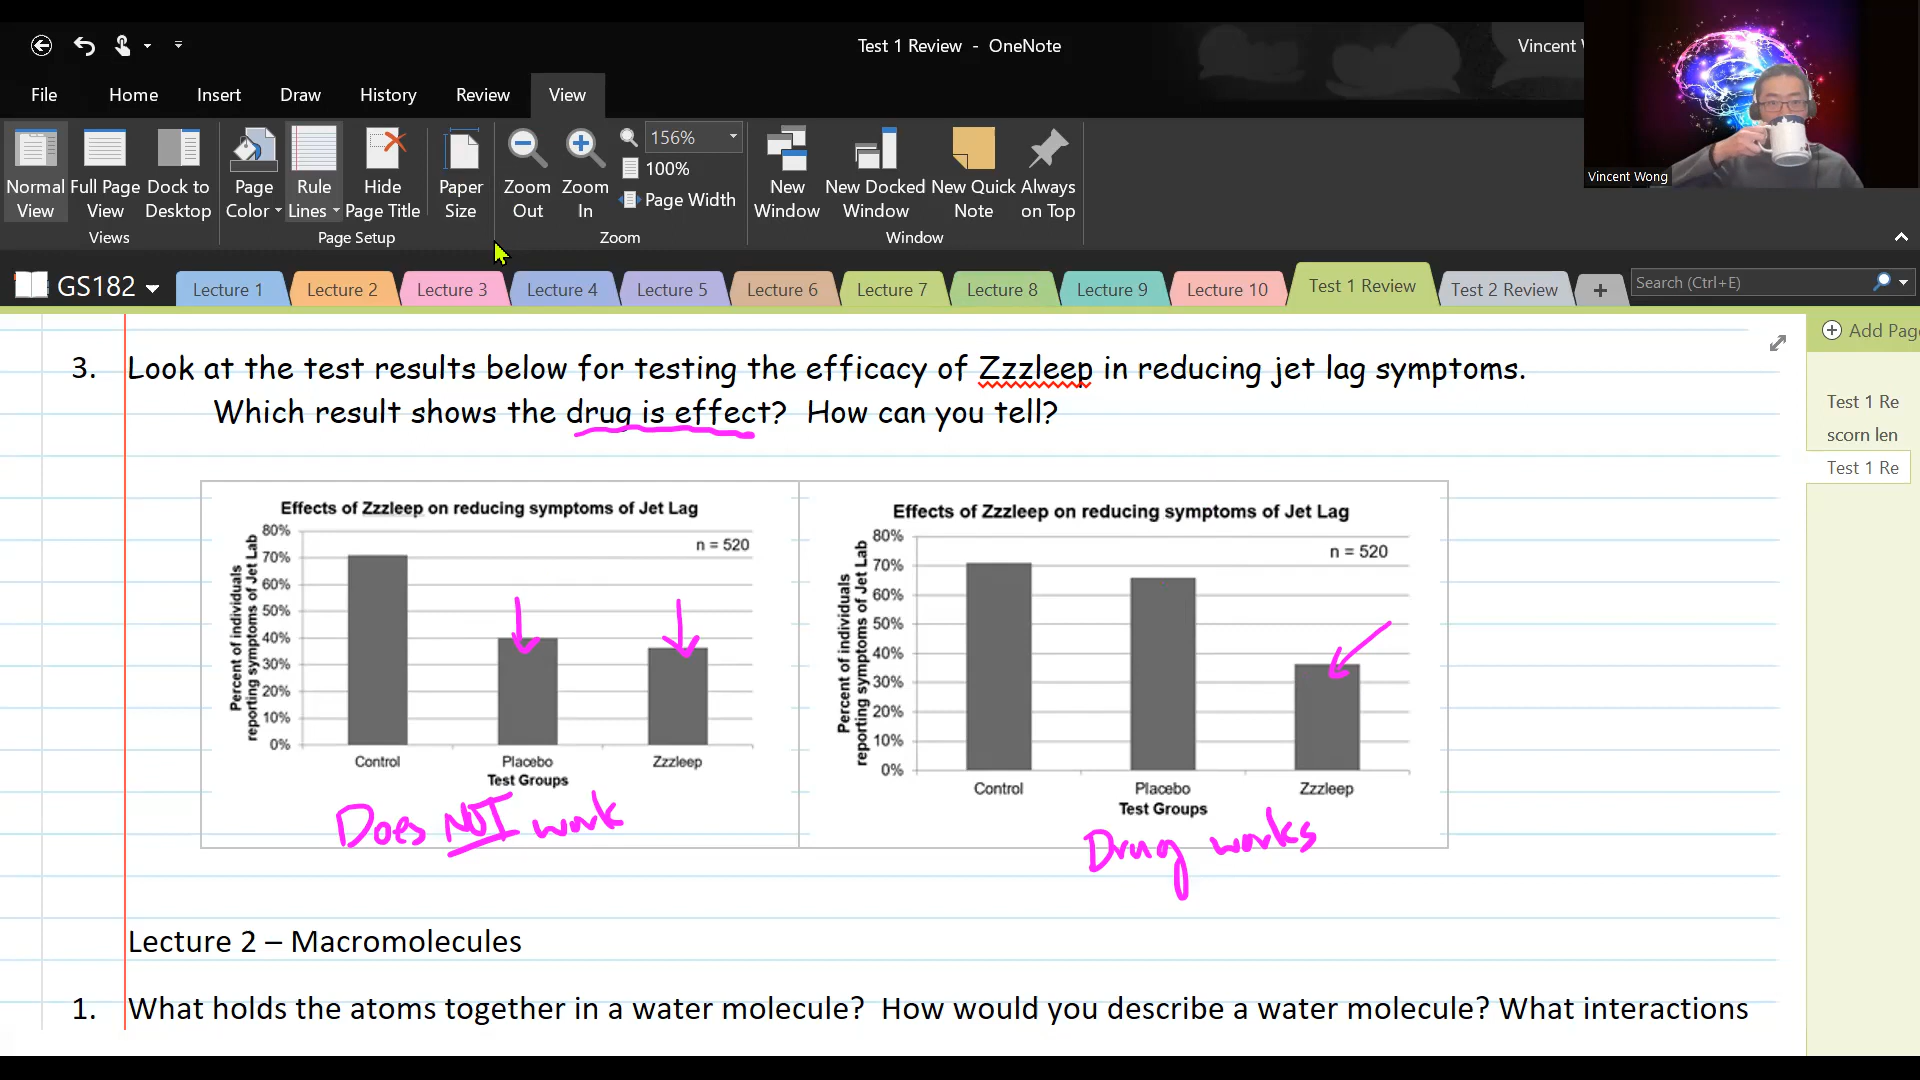 Test 1 Review - OneNote
Vincent W
File Home Insert Draw History Review View
Normal View
Full Page View
Dock to Desktop
Views
Page Color
Rule Lines
Hide Page Title
Page Setup
Paper Size
Zoom Out
Zoom In
156%
100%
Page Width
Zoom
New Window
New Docked Window
New Quick Note
Always on Top
Window
Vincent Wong
GS182
Lecture 1 Lecture 2 Lecture 3 Lecture 4 Lecture 5 Lecture 6 Lecture 7 Lecture 8 Lecture 9 Lecture 10 Test 1 Review Test 2 Review +
Search (Ctrl+E)
Add Pag
Test 1 Re
scorn len
Test 1 Re
3. Look at the test results below for testing the efficacy of Zzzleep in reducing jet lag symptoms.
Which result shows the drug is effect? How can you tell?
Effects of Zzzleep on reducing symptoms of Jet Lag
n = 520
Percent of individuals
reporting symptoms of Jet Lab
80%
70%
60%
50%
40%
30%
20%
10%
0%
Control Placebo Zzzleep
Test Groups
Does NOT work
Effects of Zzzleep on reducing symptoms of Jet Lag
n = 520
Percent of individuals
reporting symptoms of Jet Lab
80%
70%
60%
50%
40%
30%
20%
10%
0%
Control Placebo Zzzleep
Test Groups
Drug works
Lecture 2 – Macromolecules
1. What holds the atoms together in a water molecule? How would you describe a water molecule? What interactions